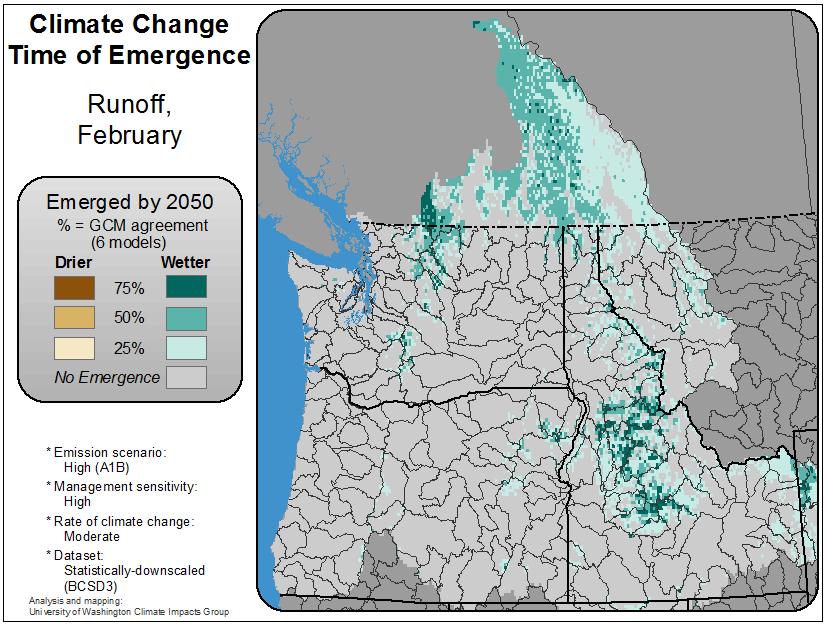 Climate Change
Time of Emergence
Runoff,
February
Emerged by 2050
% = GCM agreement
(6 models)
Drier Wetter
75%
50%
25%
No Emergence
* Emission scenario:
High (A1B)
* Management sensitivity:
High
* Rate of climate change:
Moderate
* Dataset:
Statistically-downscaled
(BCSD3)
Analysis and mapping:
University of Washington Climate Impacts Group